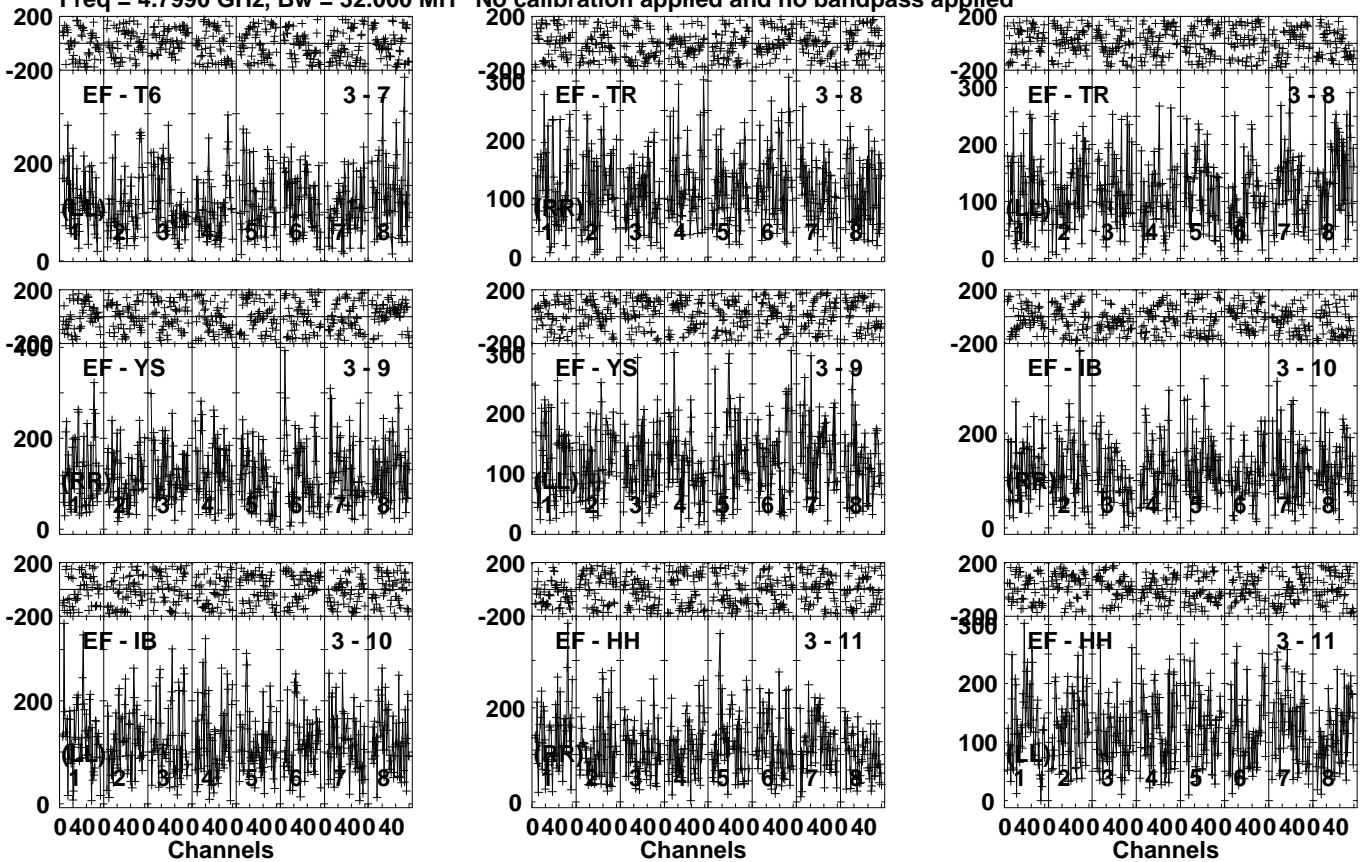 Freq = 4.7990 GHz, Bw = 32.000 MH No calibration applied and no bandpass applied
200 200 200
-200 -200 -200
300 300
EF - T6 3 - 7 EF - TR 3 - 8 EF - TR 3 - 8
200 200 200
100 100
(LL) (RR) (LL)
1 2 3 4 5 6 7 8 1 2 3 4 5 6 7 8 1 2 3 4 5 6 7 8
0 0 0
200 200 200
-200 -200 -200
400 300
EF - YS 3 - 9 EF - YS 3 - 9 EF - IB 3 - 10
200 200 200
100
(RR) (LL) (RR)
1 2 3 4 5 6 7 8 1 2 3 4 5 6 7 8 1 2 3 4 5 6 7 8
0 0 0
200 200 200
-200 -200 -200
300
EF - IB 3 - 10 EF - HH 3 - 11 EF - HH 3 - 11
200 200 200
100
(LL) (RR) (LL)
1 2 3 4 5 6 7 8 1 2 3 4 5 6 7 8 1 2 3 4 5 6 7 8
0 0 0
0 40 0 40 0 40 0 40 0 40 0 40 0 40 0 40 0 40 0 40 0 40 0 40 0 40 0 40 0 40 0 40 0 40 0 40 0 40 0 40 0 40 0 40 0 40 0 40
Channels Channels Channels